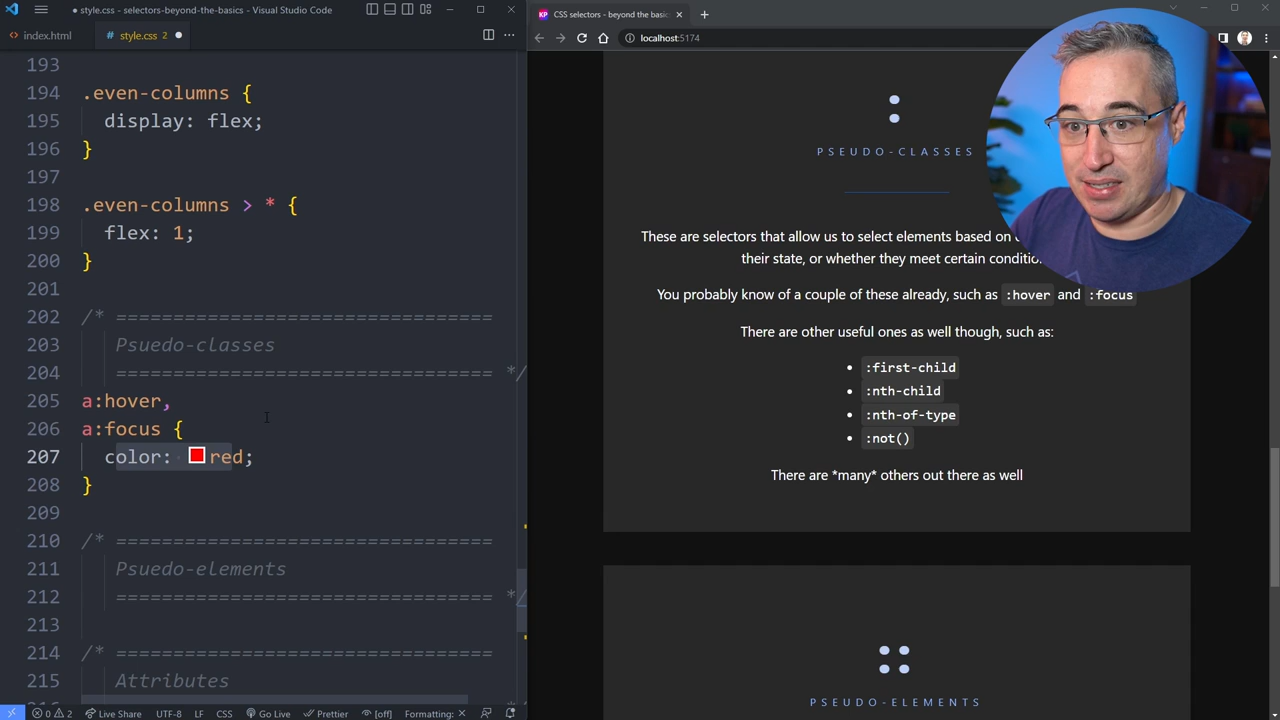 style.css - selectors-beyond-the-basics - Visual Studio Code
index.html
# style.css 2
193
194 .even-columns {
195 display: flex;
196 }
197
198 .even-columns > * {
199 flex: 1;
200 }
201
202 /* ===============================
203 Psuedo-classes
204 =============================== */
205 a:hover,
206 a:focus {
207 color: red;
208 }
209
210 /* ===============================
211 Psuedo-elements
212 =============================== */
213
214 /* ===============================
215 Attributes
0 2 Live Share UTF-8 LF CSS Go Live Prettier [off] Formatting: ×
KP CSS selectors - beyond the basic
localhost:5174
:
PSEUDO-CLASSES
These are selectors that allow us to select elements based on
their state, or whether they meet certain conditio
You probably know of a couple of these already, such as :hover and :focus
There are other useful ones as well though, such as:
• :first-child
• :nth-child
• :nth-of-type
• :not()
There are *many* others out there as well
::
PSEUDO-ELEMENTS